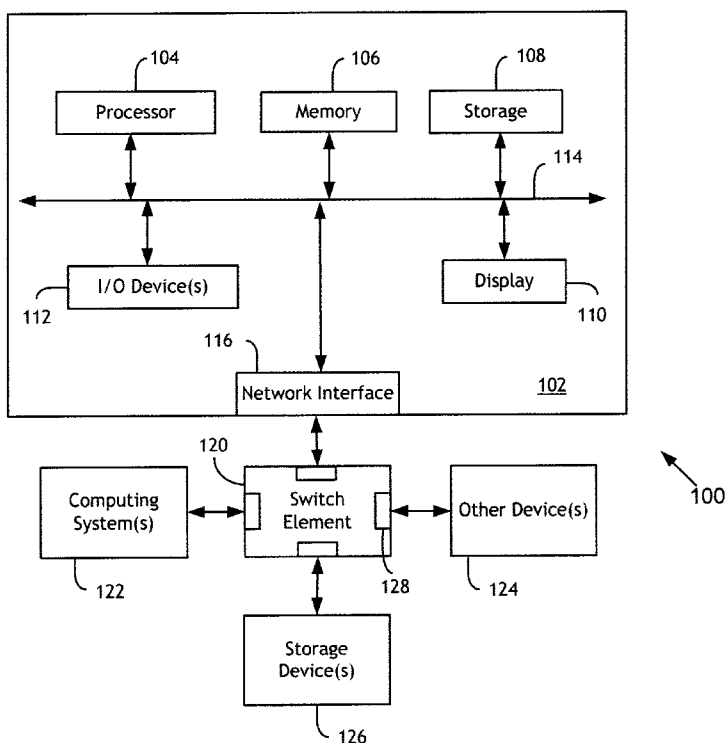 104
106
108
Processor
Memory
Storage
114
I/O Device(s)
Display
112
110
116
Network Interface
102
120
Computing
System(s)
Switch
Element
Other Device(s)
100
122
128
124
Storage
Device(s)
126